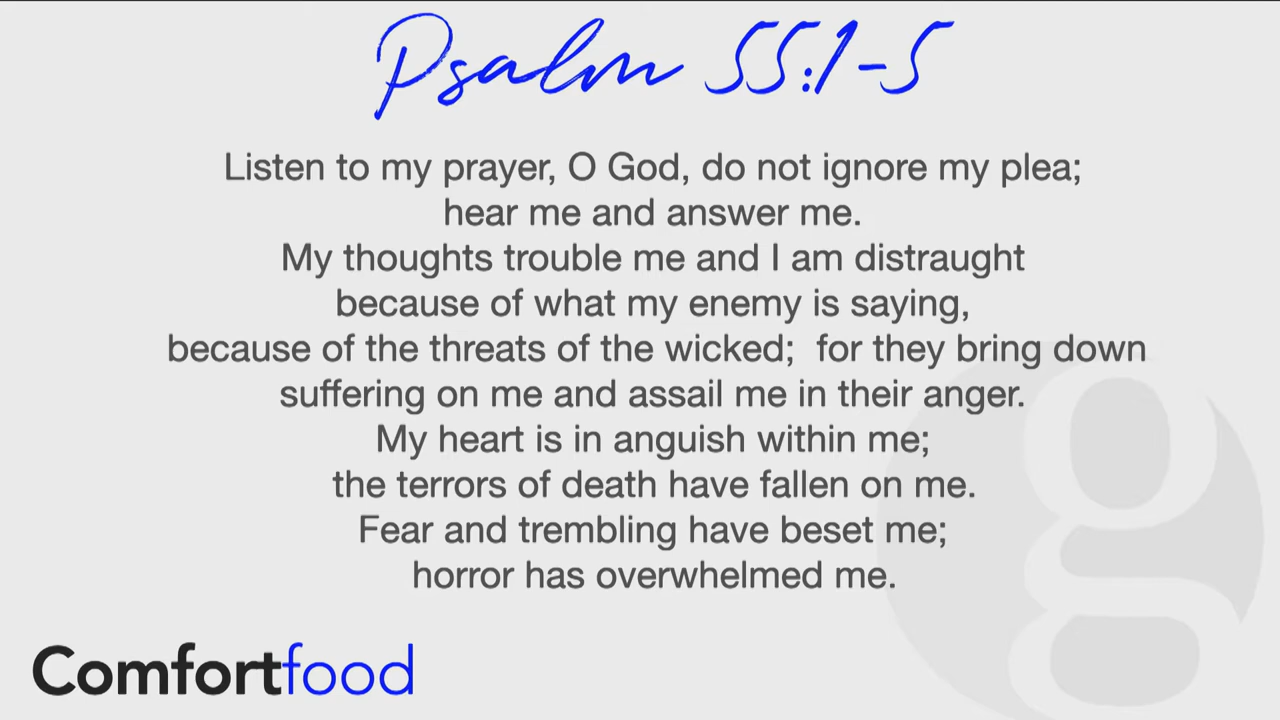 Psalm 55:1-5
Listen to my prayer, O God, do not ignore my plea;
hear me and answer me.
My thoughts trouble me and I am distraught
because of what my enemy is saying,
because of the threats of the wicked;  for they bring down
suffering on me and assail me in their anger.
My heart is in anguish within me;
the terrors of death have fallen on me.
Fear and trembling have beset me;
horror has overwhelmed me.
g
Comfortfood